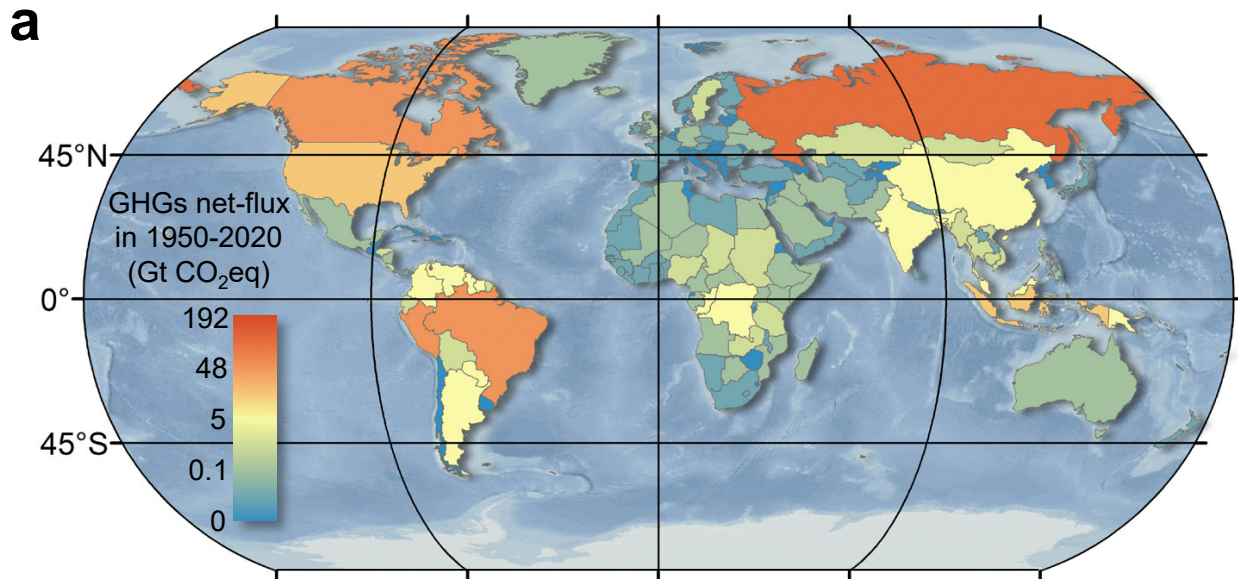 a
45°N
GHGs net-flux
in 1950-2020
(Gt CO₂eq)
0°
192
48
5
45°S
0.1
0